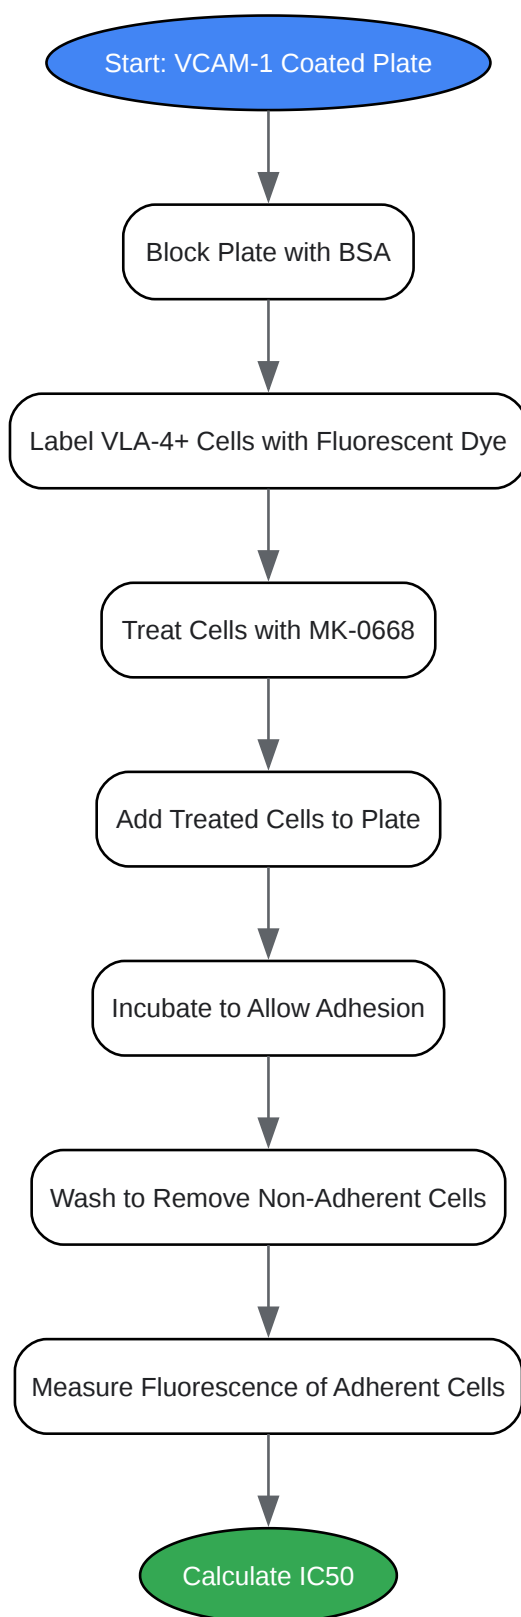 Start: VCAM-1 Coated Plate
Block Plate with BSA
Label VLA-4+ Cells with Fluorescent Dye
Treat Cells with MK-0668
Add Treated Cells to Plate
Incubate to Allow Adhesion
Wash to Remove Non-Adherent Cells
Measure Fluorescence of Adherent Cells
Calculate IC50